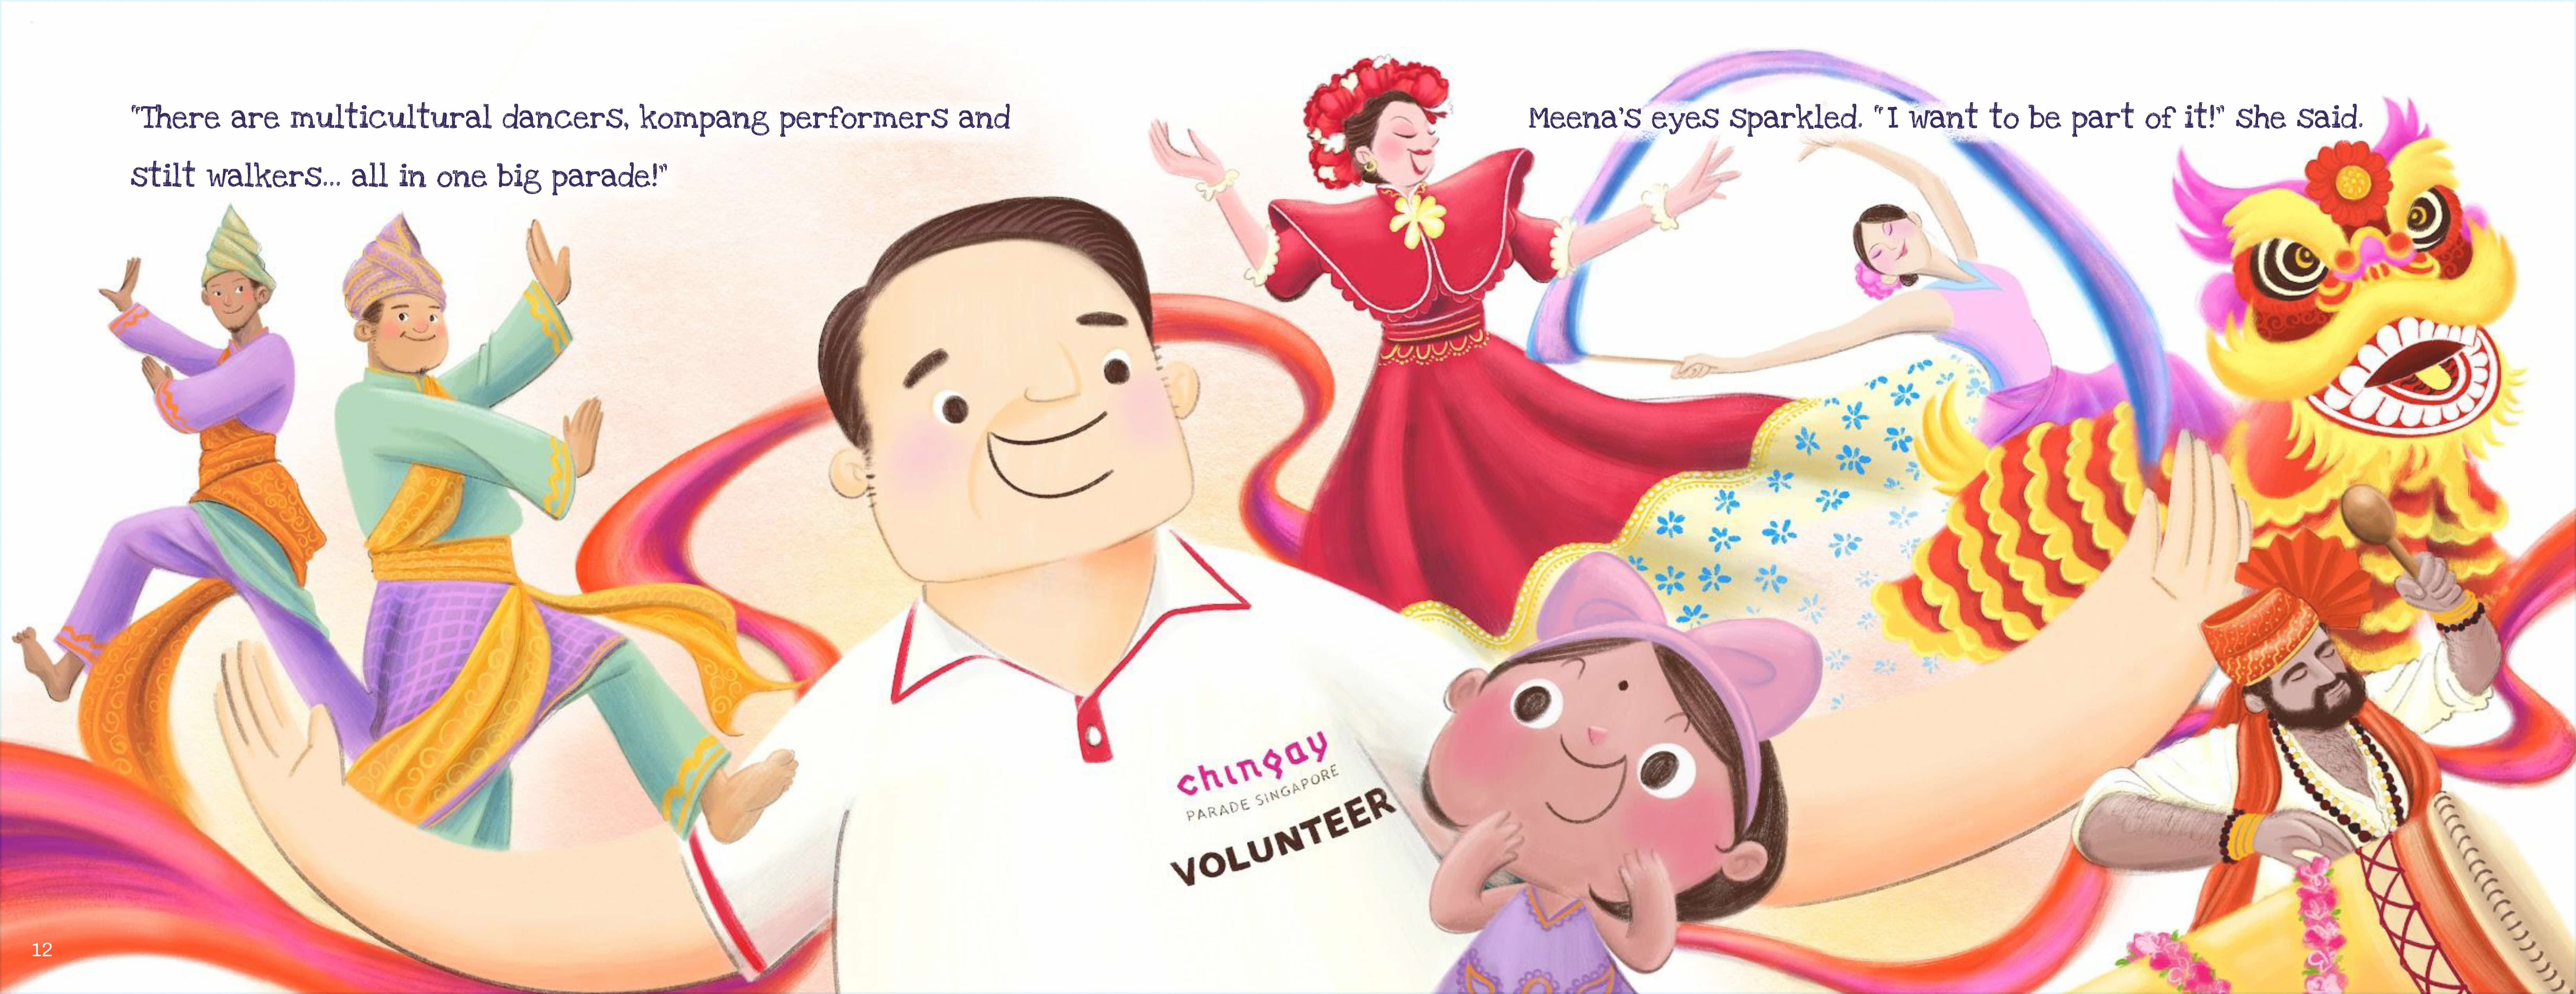 "There are multicultural dancers, kompang performers and
stilt walkers... all in one big parade!"
Meena's eyes sparkled. "I want to be part of it!" she said.
chingay
PARADE SINGAPORE
VOLUNTEER
12